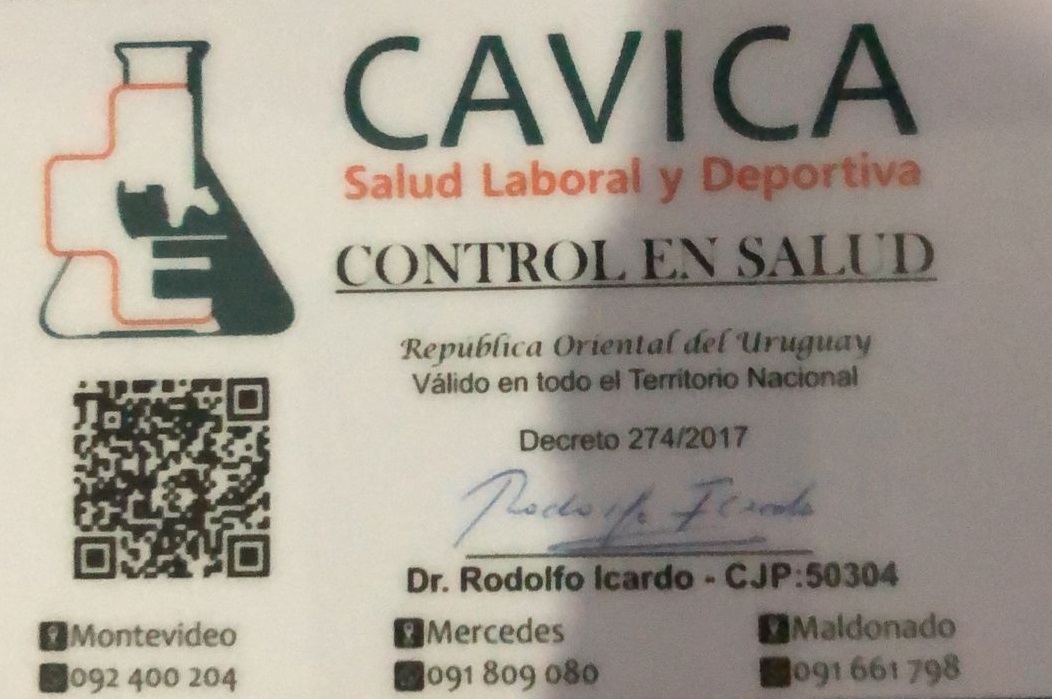 CAVICA
Salud Laboral y Deportiva
CONTROL EN SALUD
República Oriental del Uruguay
Válido en todo el Territorio Nacional
Decreto 274/2017
Rodolfo Icardo
Dr. Rodolfo Icardo - CJP:50304
Montevideo
092 400 204
Mercedes
091 809 080
Maldonado
091 661 798